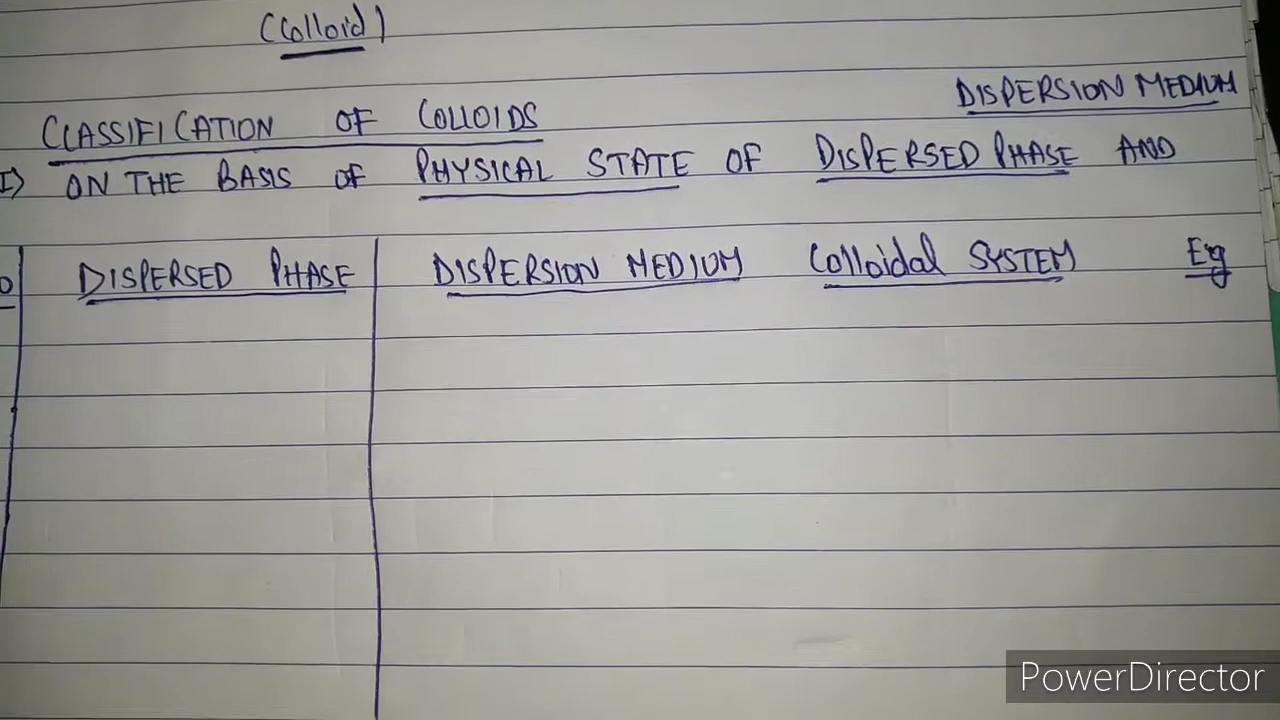 (Colloid)
DISPERSION MEDIUM
CLASSIFICATION OF COLLOIDS
I) ON THE BASIS OF PHYSICAL STATE OF DISPERSED PHASE AND
DISPERSED PHASE DISPERSION MEDIUM Colloidal SYSTEM Eg
PowerDirector